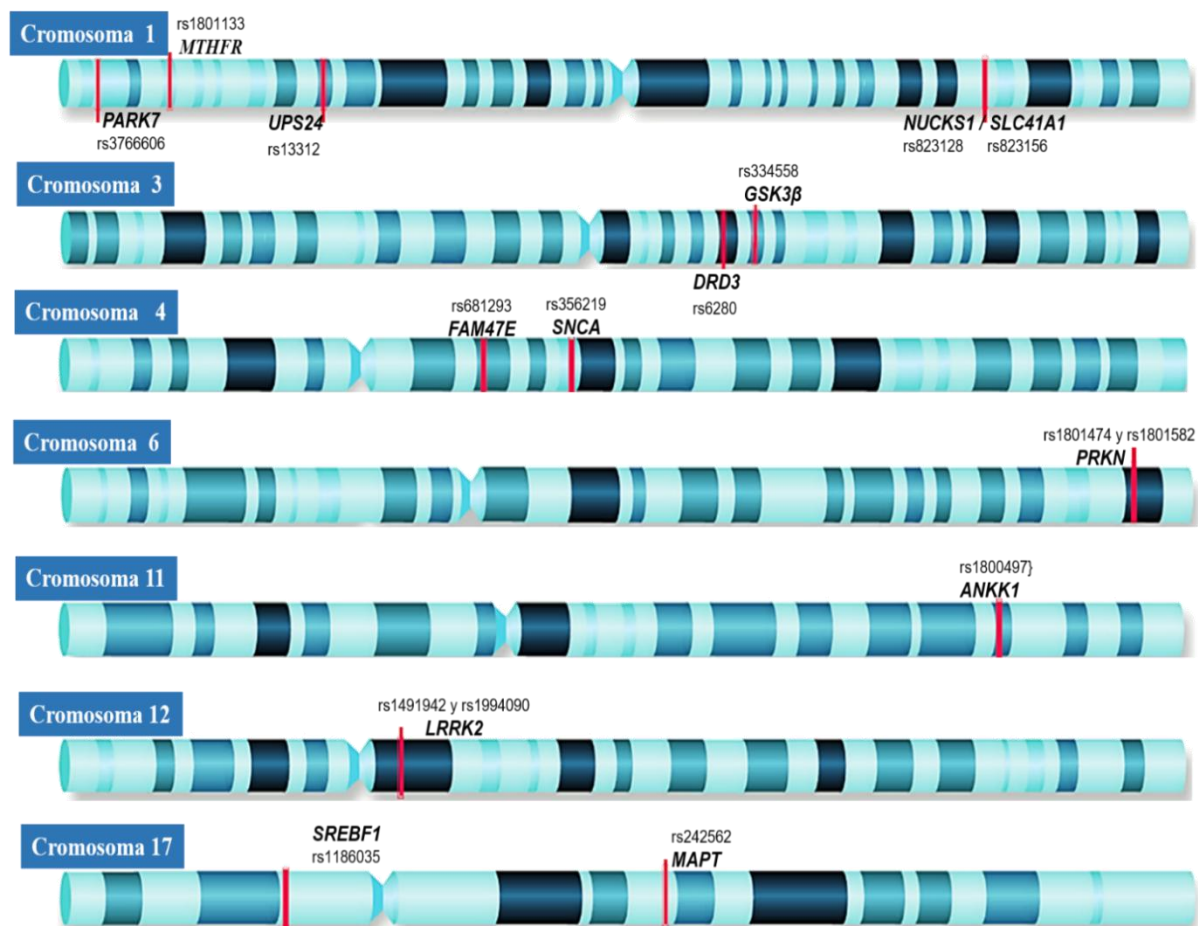 Cromosoma 1
rs1801133
MTHFR
PARK7
rs3766606
UPS24
rs13312
NUCKS1 / SLC41A1
rs823128 rs823156
Cromosoma 3
rs334558
GSK3β
DRD3
rs6280
Cromosoma 4
rs681293
FAM47E
rs356219
SNCA
Cromosoma 6
rs1801474 y rs1801582
PRKN
Cromosoma 11
rs1800497}
ANKK1
Cromosoma 12
rs1491942 y rs1994090
LRRK2
Cromosoma 17
SREBF1
rs1186035
rs242562
MAPT